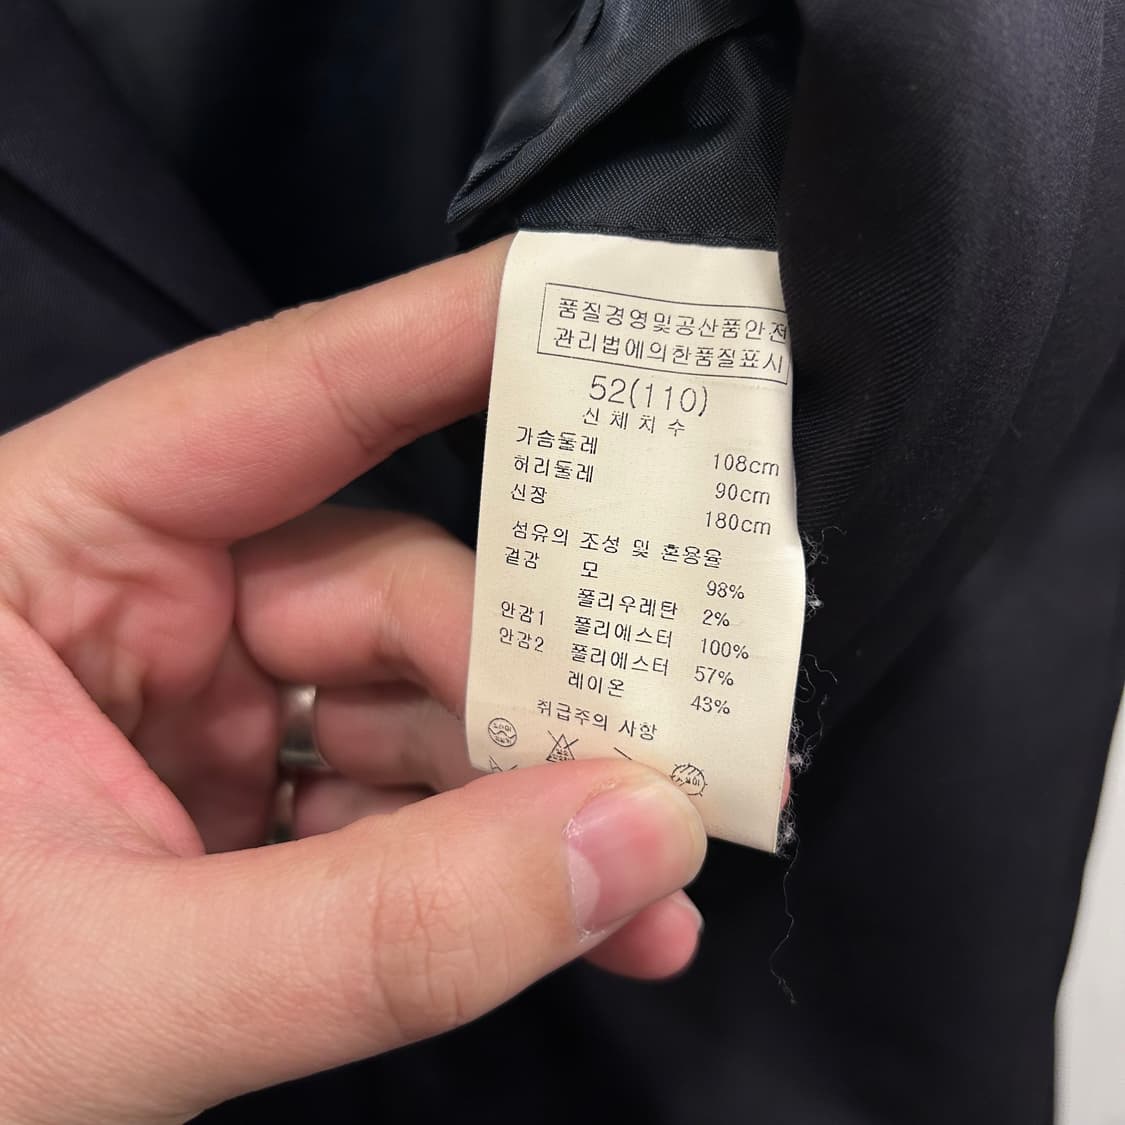 품질경영및공산품안전
관리법에의한품질표시
52(110)
신체치수
가슴둘레 108cm
허리둘레 90cm
신장 180cm
섬유의 조성 및 혼용율
겉감 모 98%
폴리우레탄 2%
안감1 폴리에스터 100%
안감2 폴리에스터 57%
레이온 43%
취급주의 사항